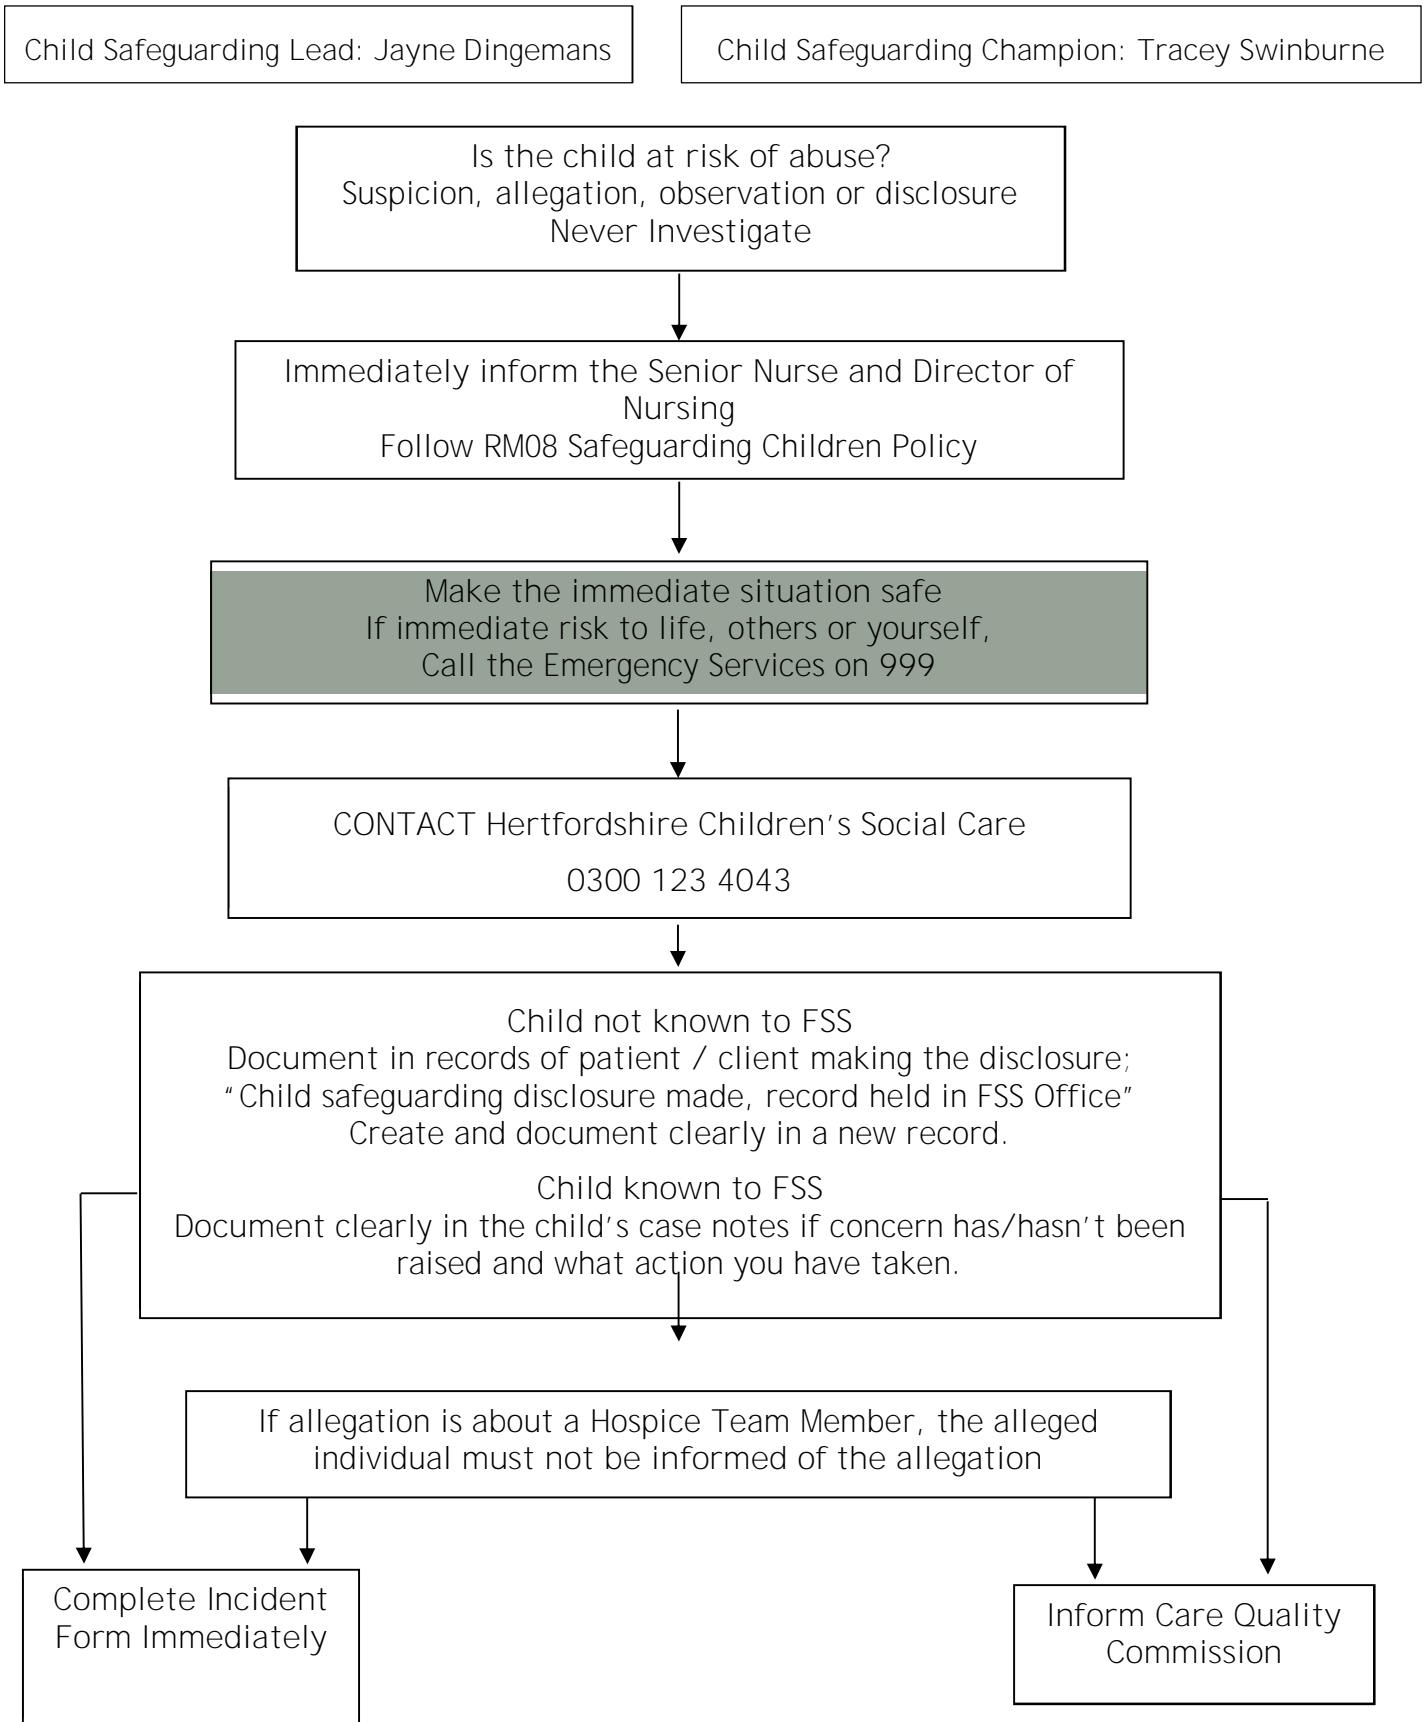 Child Safeguarding Lead: Jayne Dingemans
Child Safeguarding Champion: Tracey Swinburne
Is the child at risk of abuse?
Suspicion, allegation, observation or disclosure
Never Investigate
Immediately inform the Senior Nurse and Director of
Nursing
Follow RM08 Safeguarding Children Policy
Make the immediate situation safe
If immediate risk to life, others or yourself,
Call the Emergency Services on 999
CONTACT Hertfordshire Children’s Social Care
0300 123 4043
Child not known to FSS
Document in records of patient / client making the disclosure;
“Child safeguarding disclosure made, record held in FSS Office”
Create and document clearly in a new record.
Child known to FSS
Document clearly in the child’s case notes if concern has/hasn’t been
raised and what action you have taken.
If allegation is about a Hospice Team Member, the alleged
individual must not be informed of the allegation
Complete Incident
Form Immediately
Inform Care Quality
Commission